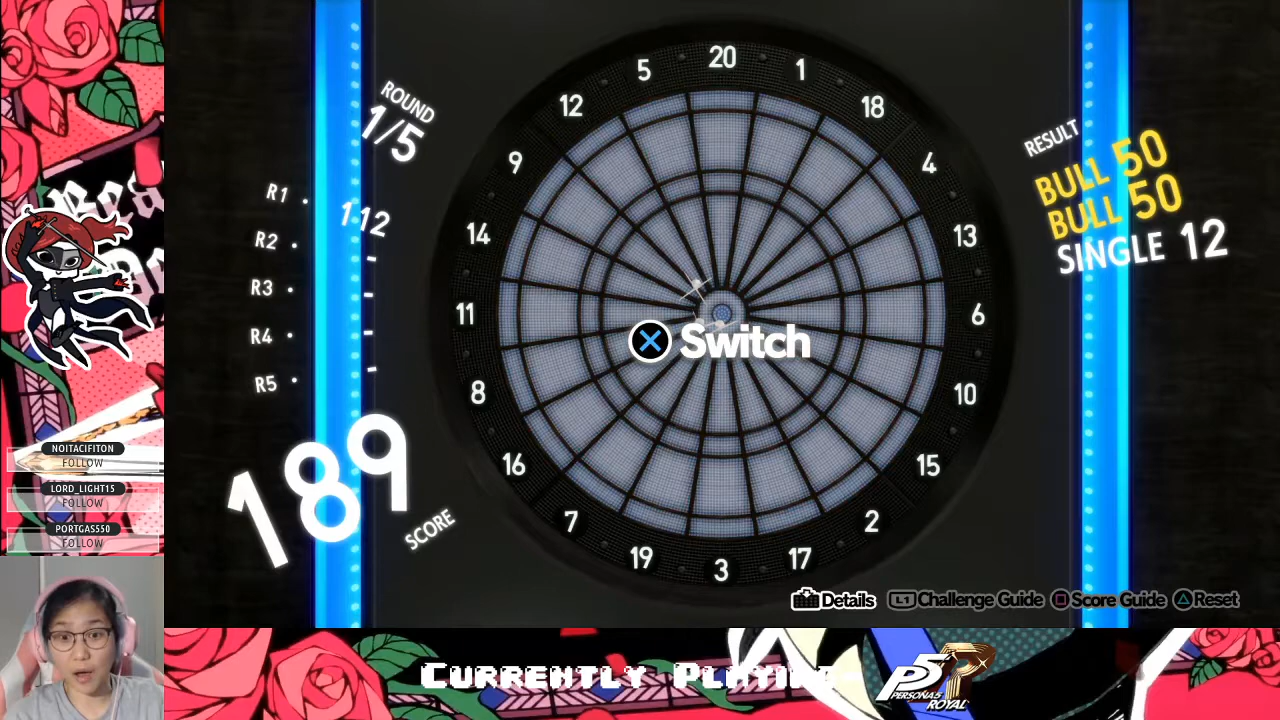 ROUND
1/5
R1
112
R2
-
R3
-
R4
-
R5
-
189
SCORE
20
1
18
4
13
6
10
15
2
17
3
19
7
16
8
11
14
9
12
5
Switch
RESULT
BULL 50
BULL 50
SINGLE 12
Details
L1 Challenge Guide
Score Guide
Reset
NOITACIFITON
FOLLOW
LORD_LIGHT15
FOLLOW
PORTGAS550
FOLLOW
CURRENTLY PLAYING
P5R
PERSONA5
ROYAL